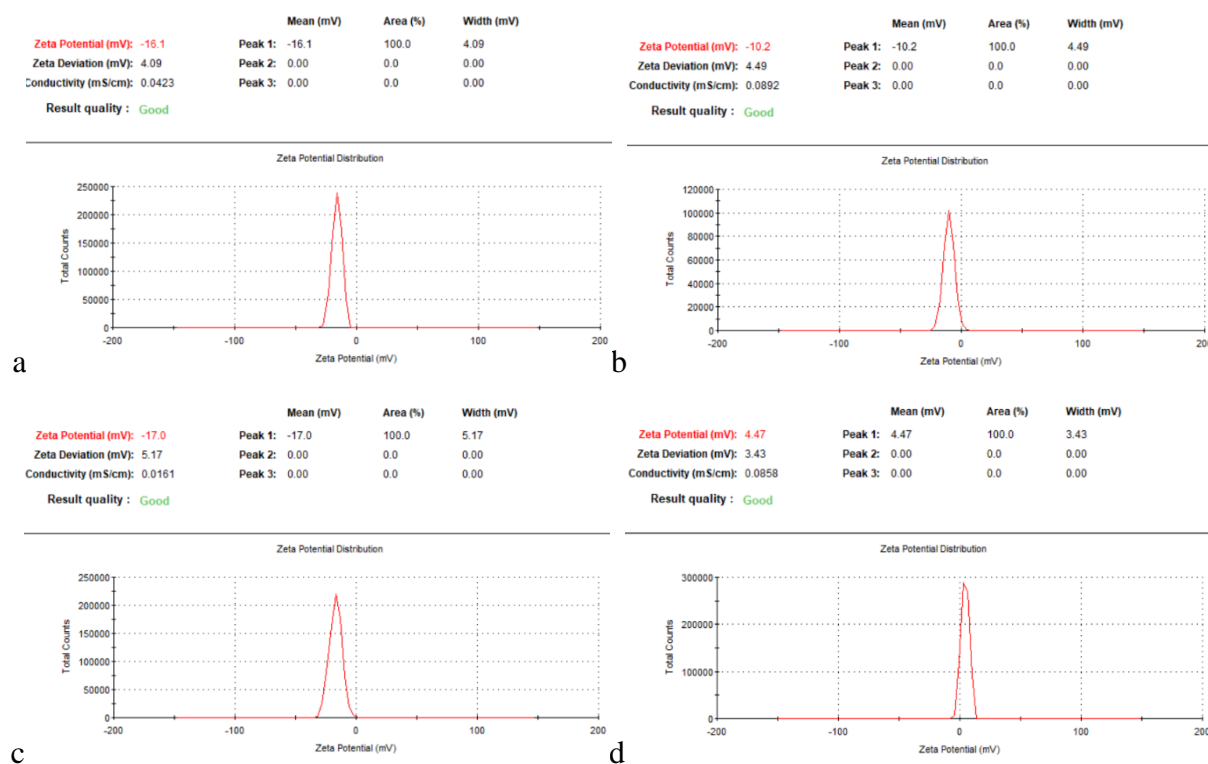 Mean (mV) Area (%) Width (mV)
Zeta Potential (mV): -16.1 Peak 1: -16.1 100.0 4.09
Zeta Deviation (mV): 4.09 Peak 2: 0.00 0.0 0.00
Conductivity (mS/cm): 0.0423 Peak 3: 0.00 0.0 0.00
Result quality : Good
Zeta Potential Distribution
250000
200000
150000
100000
50000
0
Total Counts
-200 -100 0 100 200
Zeta Potential (mV)
a
Mean (mV) Area (%) Width (mV)
Zeta Potential (mV): -10.2 Peak 1: -10.2 100.0 4.49
Zeta Deviation (mV): 4.49 Peak 2: 0.00 0.0 0.00
Conductivity (mS/cm): 0.0892 Peak 3: 0.00 0.0 0.00
Result quality : Good
Zeta Potential Distribution
120000
100000
80000
60000
40000
20000
0
Total Counts
-200 -100 0 100 200
Zeta Potential (mV)
b
Mean (mV) Area (%) Width (mV)
Zeta Potential (mV): -17.0 Peak 1: -17.0 100.0 5.17
Zeta Deviation (mV): 5.17 Peak 2: 0.00 0.0 0.00
Conductivity (mS/cm): 0.0161 Peak 3: 0.00 0.0 0.00
Result quality : Good
Zeta Potential Distribution
250000
200000
150000
100000
50000
0
Total Counts
-200 -100 0 100 200
Zeta Potential (mV)
c
Mean (mV) Area (%) Width (mV)
Zeta Potential (mV): 4.47 Peak 1: 4.47 100.0 3.43
Zeta Deviation (mV): 3.43 Peak 2: 0.00 0.0 0.00
Conductivity (mS/cm): 0.0858 Peak 3: 0.00 0.0 0.00
Result quality : Good
Zeta Potential Distribution
300000
200000
100000
0
Total Counts
-200 -100 0 100 200
Zeta Potential (mV)
d